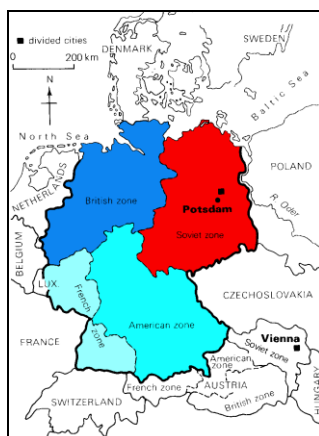 ■ divided cities
0 200 km
N
DENMARK
SWEDEN
Baltic Sea
North Sea
NETHERLANDS
POLAND
British zone
Potsdam
R. Oder
Soviet zone
BELGIUM
LUX.
French zone
American zone
CZECHOSLOVAKIA
FRANCE
Vienna
Soviet zone
American zone
French zone
AUSTRIA
British zone
SWITZERLAND
ITALY
HUNGARY